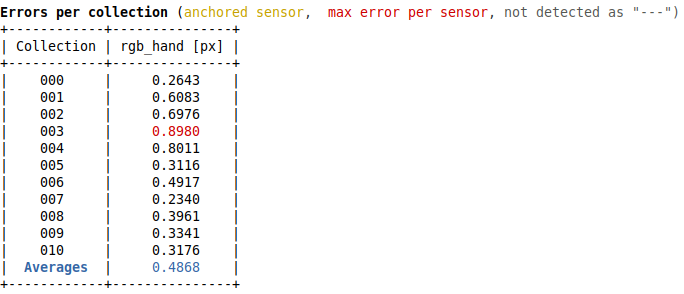 Errors per collection (anchored sensor,  max error per sensor, not detected as "---")
+------------+---------------+
| Collection | rgb_hand [px] |
+------------+---------------+
|    000     |     0.2643    |
|    001     |     0.6083    |
|    002     |     0.6976    |
|    003     |     0.8980    |
|    004     |     0.8011    |
|    005     |     0.3116    |
|    006     |     0.4917    |
|    007     |     0.2340    |
|    008     |     0.3961    |
|    009     |     0.3341    |
|    010     |     0.3176    |
|  Averages  |     0.4868    |
+------------+---------------+